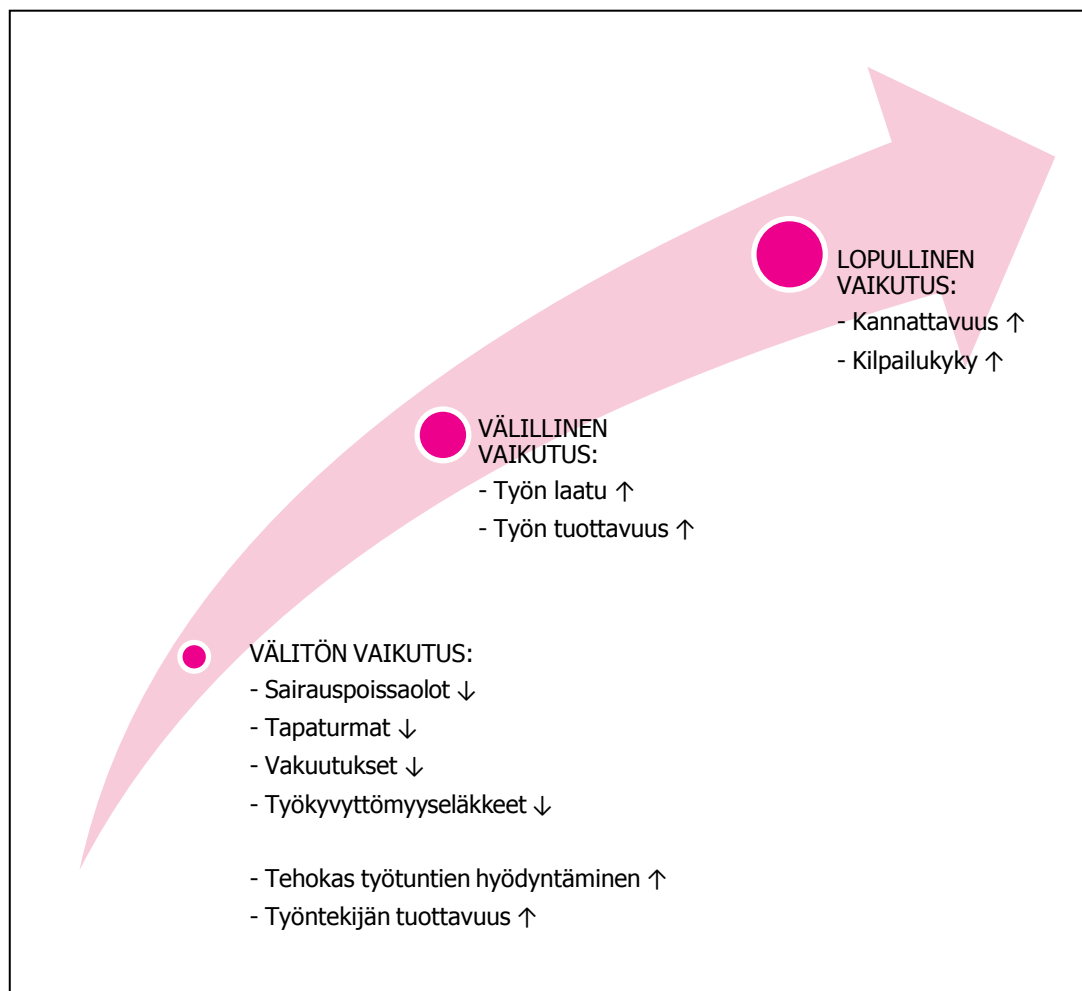 LOPULLINEN
VAIKUTUS:
- Kannattavuus ↑
- Kilpailukyky ↑
VÄLILLINEN
VAIKUTUS:
- Työn laatu ↑
- Työn tuottavuus ↑
VÄLITÖN VAIKUTUS:
- Sairauspoissaolot ↓
- Tapaturmat ↓
- Vakuutukset ↓
- Työkyvyttömyyseläkkeet ↓
- Tehokas työtuntien hyödyntäminen ↑
- Työntekijän tuottavuus ↑